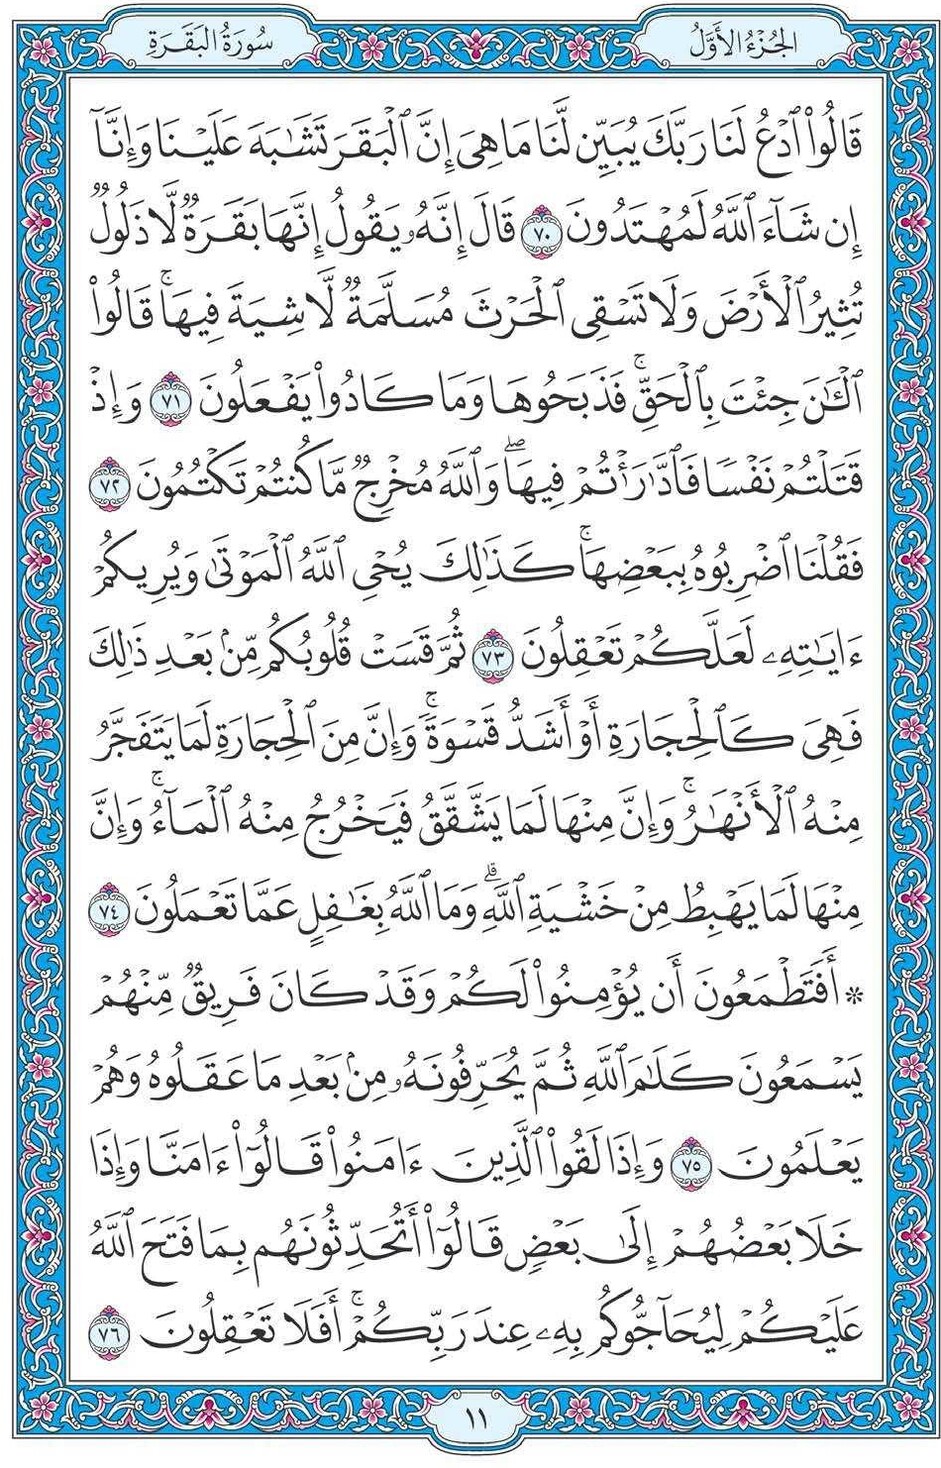 الجُزْءُ الأَوَّلُ
سُورَةُ البَقَرَةِ
قَالُوا۟ ٱدۡعُ لَنَا رَبَّكَ يُبَيِّن لَّنَا مَا هِيَ إِنَّ ٱلۡبَقَرَ تَشَٰبَهَ عَلَيۡنَا وَإِنَّآ
إِن شَآءَ ٱللَّهُ لَمُهۡتَدُونَ ٧٠ قَالَ إِنَّهُۥ يَقُولُ إِنَّهَا بَقَرَةٞ لَّا ذَلُولٞ
تُثِيرُ ٱلۡأَرۡضَ وَلَا تَسۡقِي ٱلۡحَرۡثَ مُسَلَّمَةٞ لَّا شِيَةَ فِيهَاۚ قَالُوا۟
ٱلۡـَٰٔنَ جِئۡتَ بِٱلۡحَقِّۚ فَذَبَحُوهَا وَمَا كَادُوا۟ يَفۡعَلُونَ ٧١ وَإِذۡ
قَتَلۡتُمۡ نَفۡسٗا فَٱدَّٰرَٰٔتُمۡ فِيهَاۖ وَٱللَّهُ مُخۡرِجٞ مَّا كُنتُمۡ تَكۡتُمُونَ ٧٢
فَقُلۡنَا ٱضۡرِبُوهُ بِبَعۡضِهَاۚ كَذَٰلِكَ يُحۡيِ ٱللَّهُ ٱلۡمَوۡتَىٰ وَيُرِيكُمۡ
ءَايَٰتِهِۦ لَعَلَّكُمۡ تَعۡقِلُونَ ٧٣ ثُمَّ قَسَتۡ قُلُوبُكُم مِّنۢ بَعۡدِ ذَٰلِكَ
فَهِيَ كَٱلۡحِجَارَةِ أَوۡ أَشَدُّ قَسۡوَةٗۚ وَإِنَّ مِنَ ٱلۡحِجَارَةِ لَمَا يَتَفَجَّرُ
مِنۡهُ ٱلۡأَنۡهَٰرُۚ وَإِنَّ مِنۡهَا لَمَا يَشَّقَّقُ فَيَخۡرُجُ مِنۡهُ ٱلۡمَآءُۚ وَإِنَّ
مِنۡهَا لَمَا يَهۡبِطُ مِنۡ خَشۡيَةِ ٱللَّهِۗ وَمَا ٱللَّهُ بِغَٰفِلٍ عَمَّا تَعۡمَلُونَ ٧٤
* أَفَتَطۡمَعُونَ أَن يُؤۡمِنُوا۟ لَكُمۡ وَقَدۡ كَانَ فَرِيقٞ مِّنۡهُمۡ
يَسۡمَعُونَ كَلَٰمَ ٱللَّهِ ثُمَّ يُحَرِّفُونَهُۥ مِنۢ بَعۡدِ مَا عَقَلُوهُ وَهُمۡ
يَعۡلَمُونَ ٧٥ وَإِذَا لَقُوا۟ ٱلَّذِينَ ءَامَنُوا۟ قَالُوٓا۟ ءَامَنَّا وَإِذَا
خَلَا بَعۡضُهُمۡ إِلَىٰ بَعۡضٖ قَالُوٓا۟ أَتُحَدِّثُونَهُم بِمَا فَتَحَ ٱللَّهُ
عَلَيۡكُمۡ لِيُحَآجُّوكُم بِهِۦ عِندَ رَبِّكُمۡۚ أَفَلَا تَعۡقِلُونَ ٧٦
١١